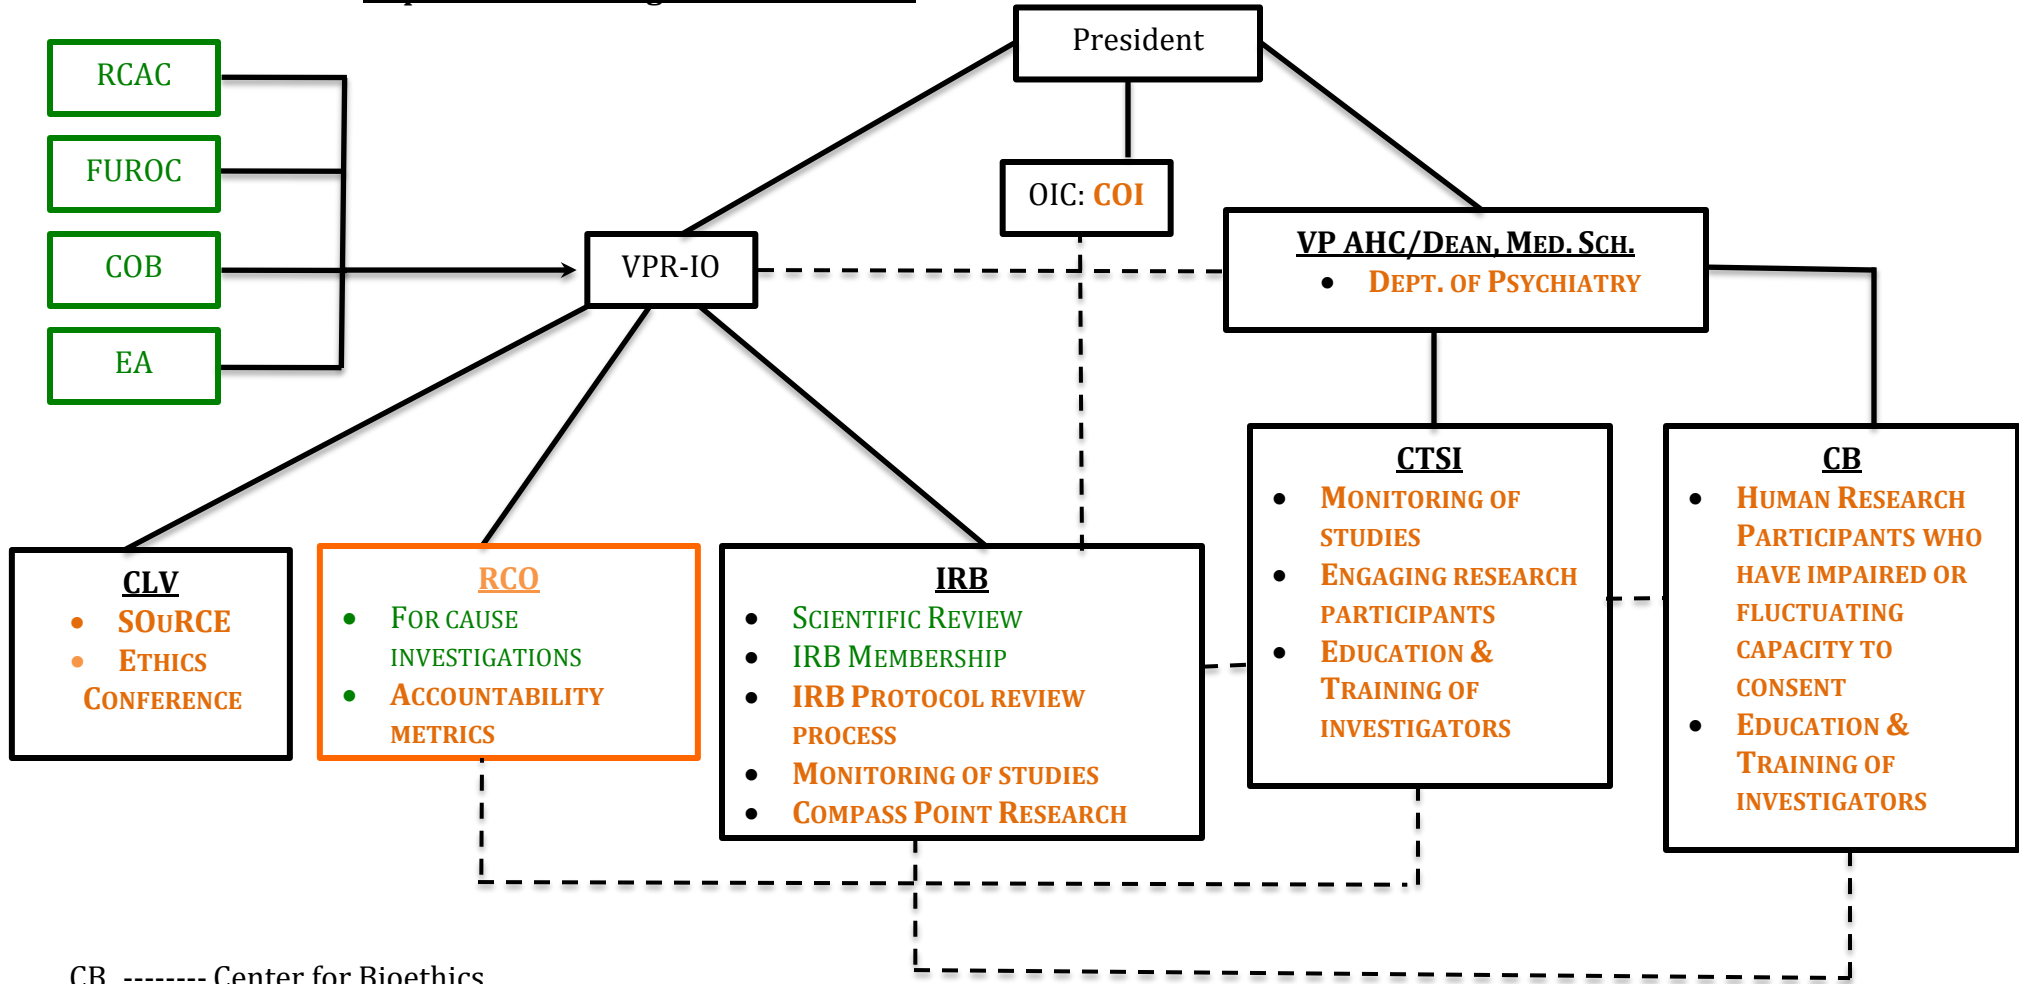 President
RCAC
FUROC
COB
EA
OIC: COI
VPR-IO
VP AHC/DEAN, MED. SCH.
• DEPT. OF PSYCHIATRY
CLV
• SOURCE
• ETHICS
CONFERENCE
RCO
• FOR CAUSE
INVESTIGATIONS
• ACCOUNTABILITY
METRICS
IRB
• SCIENTIFIC REVIEW
• IRB MEMBERSHIP
• IRB PROTOCOL REVIEW
PROCESS
• MONITORING OF STUDIES
• COMPASS POINT RESEARCH
CTSI
• MONITORING OF
STUDIES
• ENGAGING RESEARCH
PARTICIPANTS
• EDUCATION &
TRAINING OF
INVESTIGATORS
CB
• HUMAN RESEARCH
PARTICIPANTS WHO
HAVE IMPAIRED OR
FLUCTUATING
CAPACITY TO
CONSENT
• EDUCATION &
TRAINING OF
INVESTIGATORS
CB -------- Center for Bioethics